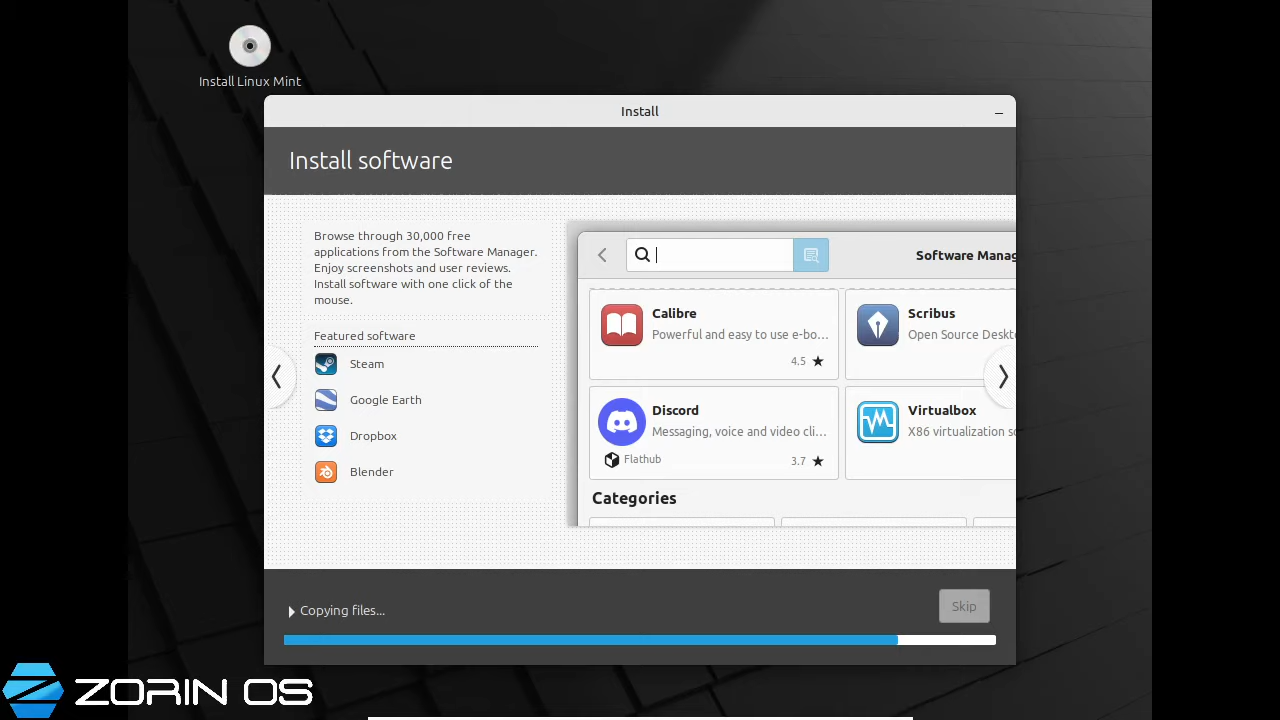 Install Linux Mint
Install
Install software
Browse through 30,000 free
applications from the Software Manager.
Enjoy screenshots and user reviews.
Install software with one click of the
mouse.
Featured software
Steam
Google Earth
Dropbox
Blender
Software Manag
Calibre
Powerful and easy to use e-bo...
4.5 ★
Scribus
Open Source Deskt
Discord
Messaging, voice and video cli...
Flathub
3.7 ★
Virtualbox
X86 virtualization so
Categories
Copying files...
Skip
ZORIN OS